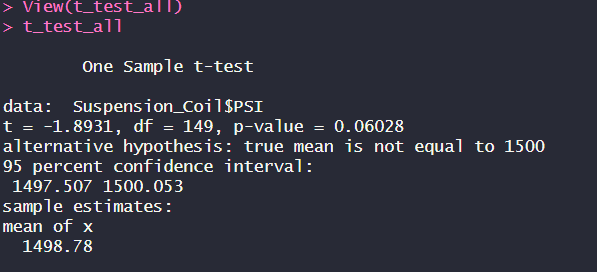 > View(t_test_all)
> t_test_all
One Sample t-test
data:  Suspension_Coil$PSI
t = -1.8931, df = 149, p-value = 0.06028
alternative hypothesis: true mean is not equal to 1500
95 percent confidence interval:
1497.507 1500.053
sample estimates:
mean of x
1498.78